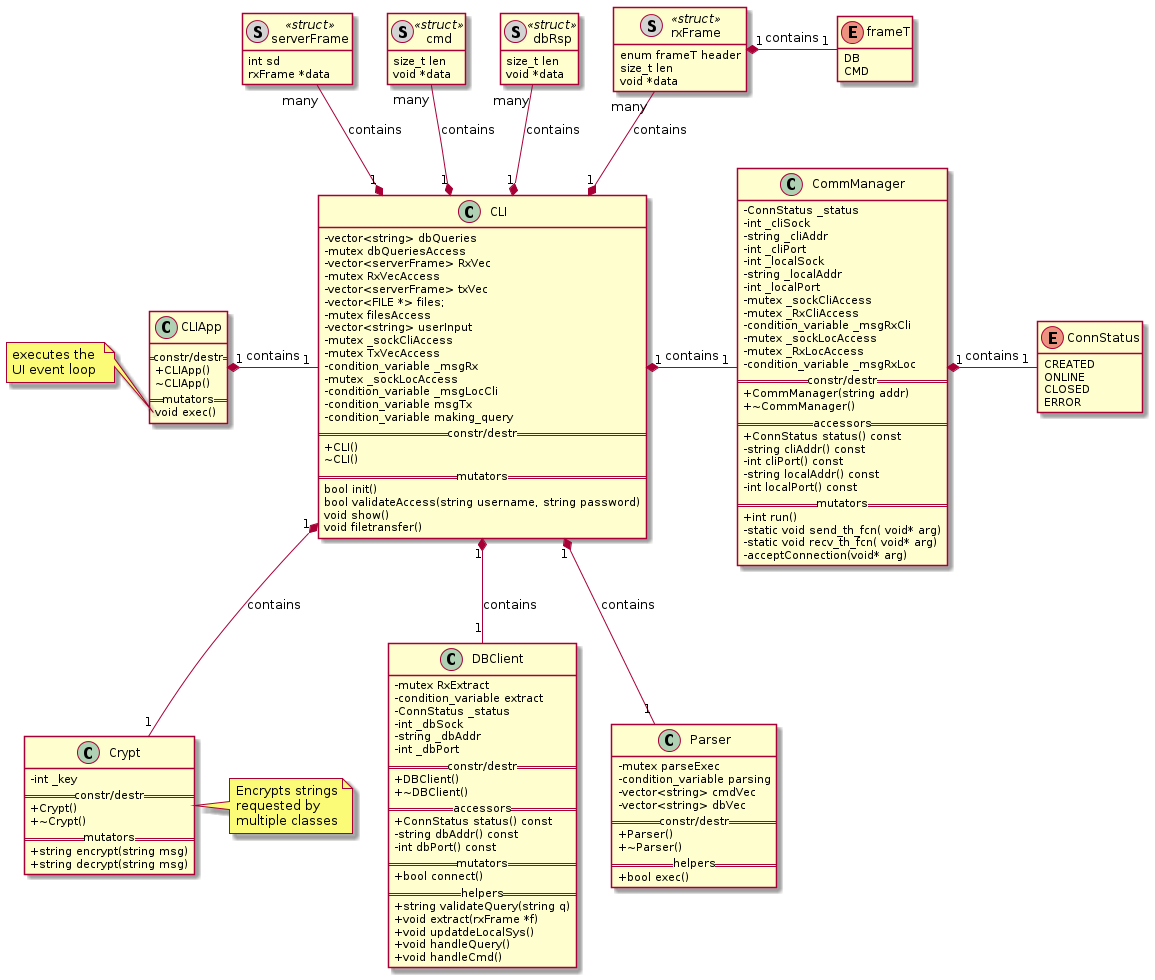 S «struct» serverFrame
int sd
rxFrame *data
S «struct» cmd
size_t len
void *data
S «struct» dbRsp
size_t len
void *data
S «struct» rxFrame
enum frameT header
size_t len
void *data
1 contains 1
E frameT
DB
CMD
many
contains
1
many
contains
1
many
contains
1
many
contains
1
C CLI
-vector<string> dbQueries
-mutex dbQueriesAccess
-vector<serverFrame> RxVec
-mutex RxVecAccess
-vector<serverFrame> txVec
-vector<FILE *> files;
-mutex filesAccess
-vector<string> userInput
-mutex _sockCliAccess
-mutex TxVecAccess
-condition_variable _msgRx
-mutex _sockLocAccess
-condition_variable _msgLocCli
-condition_variable msgTx
-condition_variable making_query
constr/destr
+CLI()
~CLI()
mutators
bool init()
bool validateAccess(string username, string password)
void show()
void filetransfer()
executes the
UI event loop
C CLIApp
constr/destr
+CLIApp()
~CLIApp()
mutators
void exec()
1 contains 1
1 contains 1
C CommManager
-ConnStatus _status
-int _cliSock
-string _cliAddr
-int _cliPort
-int _localSock
-string _localAddr
-int _localPort
-mutex _sockCliAccess
-mutex _RxCliAccess
-condition_variable _msgRxCli
-mutex _sockLocAccess
-mutex _RxLocAccess
-condition_variable _msgRxLoc
constr/destr
+CommManager(string addr)
+~CommManager()
accessors
+ConnStatus status() const
-string cliAddr() const
-int cliPort() const
-string localAddr() const
-int localPort() const
mutators
+int run()
-static void send_th_fcn( void* arg)
-static void recv_th_fcn( void* arg)
-acceptConnection(void* arg)
1 contains 1
E ConnStatus
CREATED
ONLINE
CLOSED
ERROR
1
contains
1
1
contains
1
1
contains
1
C Crypt
-int _key
constr/destr
+Crypt()
+~Crypt()
mutators
+string encrypt(string msg)
+string decrypt(string msg)
Encrypts strings
requested by
multiple classes
C DBClient
-mutex RxExtract
-condition_variable extract
-ConnStatus _status
-int _dbSock
-string _dbAddr
-int _dbPort
constr/destr
+DBClient()
+~DBClient()
accessors
+ConnStatus status() const
-string dbAddr() const
-int dbPort() const
mutators
+bool connect()
helpers
+string validateQuery(string q)
+void extract(rxFrame *f)
+void updatdeLocalSys()
+void handleQuery()
+void handleCmd()
C Parser
-mutex parseExec
-condition_variable parsing
-vector<string> cmdVec
-vector<string> dbVec
constr/destr
+Parser()
+~Parser()
helpers
+bool exec()